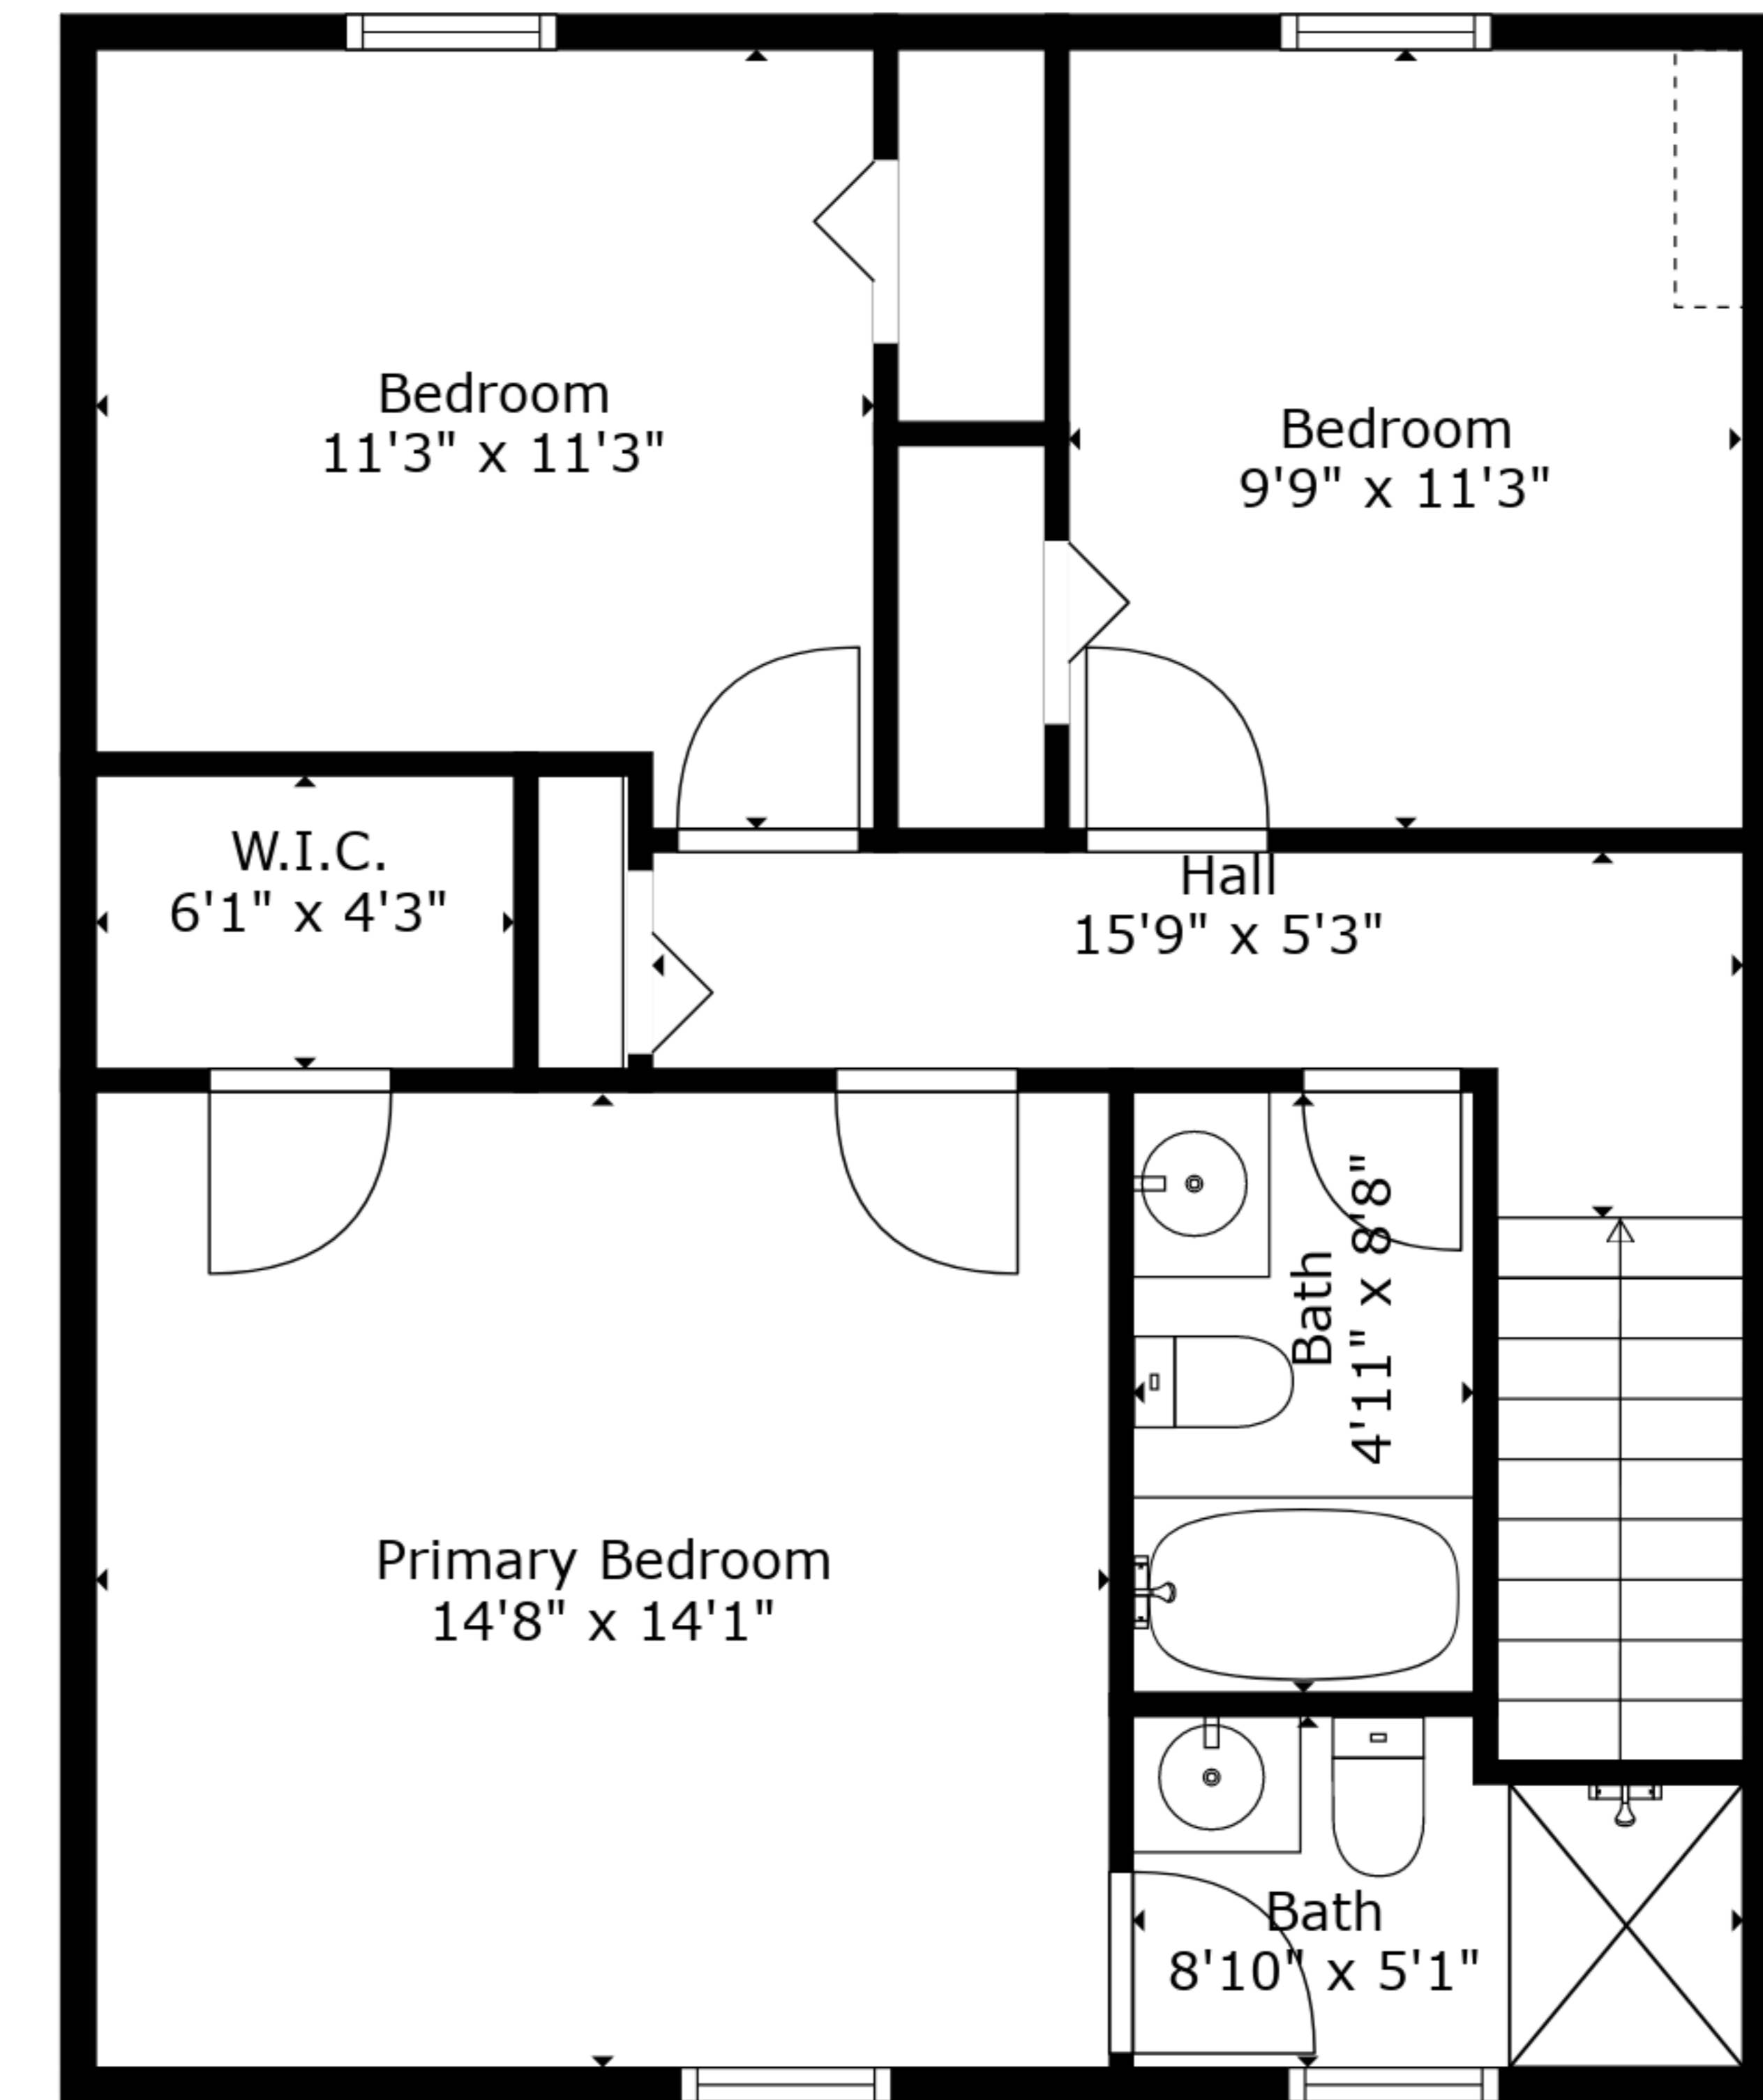 Bedroom
11'3" x 11'3"
Bedroom
9'9" x 11'3"
W.I.C.
6'1" x 4'3"
Hall
15'9" x 5'3"
Bath
4'11" x 8'8"
Primary Bedroom
14'8" x 14'1"
Bath
8'10" x 5'1"